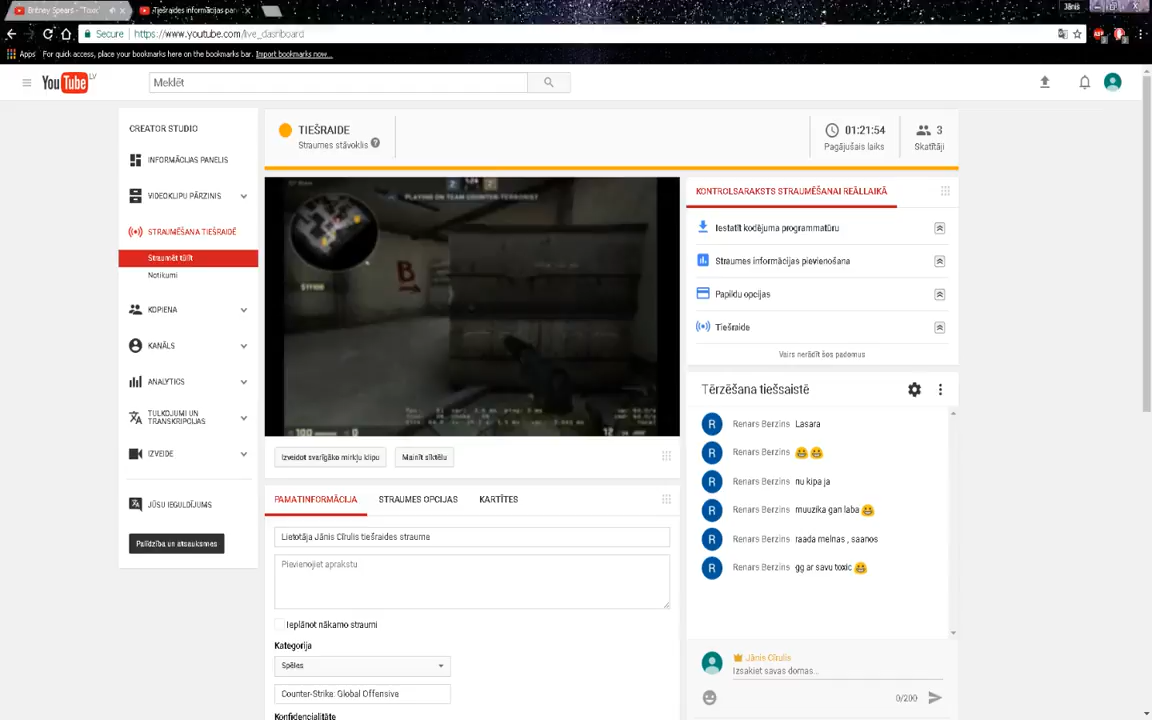 Britney Spears - "Toxi
Tiešraides informācijas pan
Jānis
Secure
https://www.youtube.com/live_dashboard
Apps
For quick access, place your bookmarks here on the bookmarks bar. Import bookmarks now...
YouTube LV
Meklēt
CREATOR STUDIO
INFORMĀCIJAS PANELIS
VIDEOKLIPU PĀRZINIS
STRAUMĒŠANA TIEŠRAIDĒ
Straumēt tūlīt
Notikumi
KOPIENA
KANĀLS
ANALYTICS
TULKOJUMI UN
TRANSKRIPCIJAS
IZVEIDE
JŪSU IEGULDĪJUMS
Palīdzība un atsauksmes
TIEŠRAIDE
Straumes stāvoklis
01:21:54
Pagājušais laiks
3
Skatītāji
PLAYING ON TEAM COUNTER-TERRORIST
B
100
0
12
Izveidot svarīgāko mirkļu klipu
Mainīt sīktēlu
PAMATINFORMĀCIJA
STRAUMES OPCIJAS
KARTĪTES
Lietotāja Jānis Cīrulis tiešraides straume
Pievienojiet aprakstu
Ieplānot nākamo straumi
Kategorija
Spēles
Counter-Strike: Global Offensive
Konfidencialitāte
KONTROLSARAKSTS STRAUMĒŠANAI REĀLLAIKĀ
Iestatīt kodējuma programmatūru
Straumes informācijas pievienošana
Papildu opcijas
Tiešraide
Vairs nerādīt šos padomus
Tērzēšana tiešsaistē
R Renars Berzins Lasara
R Renars Berzins
R Renars Berzins nu kipa ja
R Renars Berzins muuzika gan laba
R Renars Berzins raada melnas , saanos
R Renars Berzins gg ar savu toxic
Jānis Cīrulis
Izsakiet savas domas...
0/200